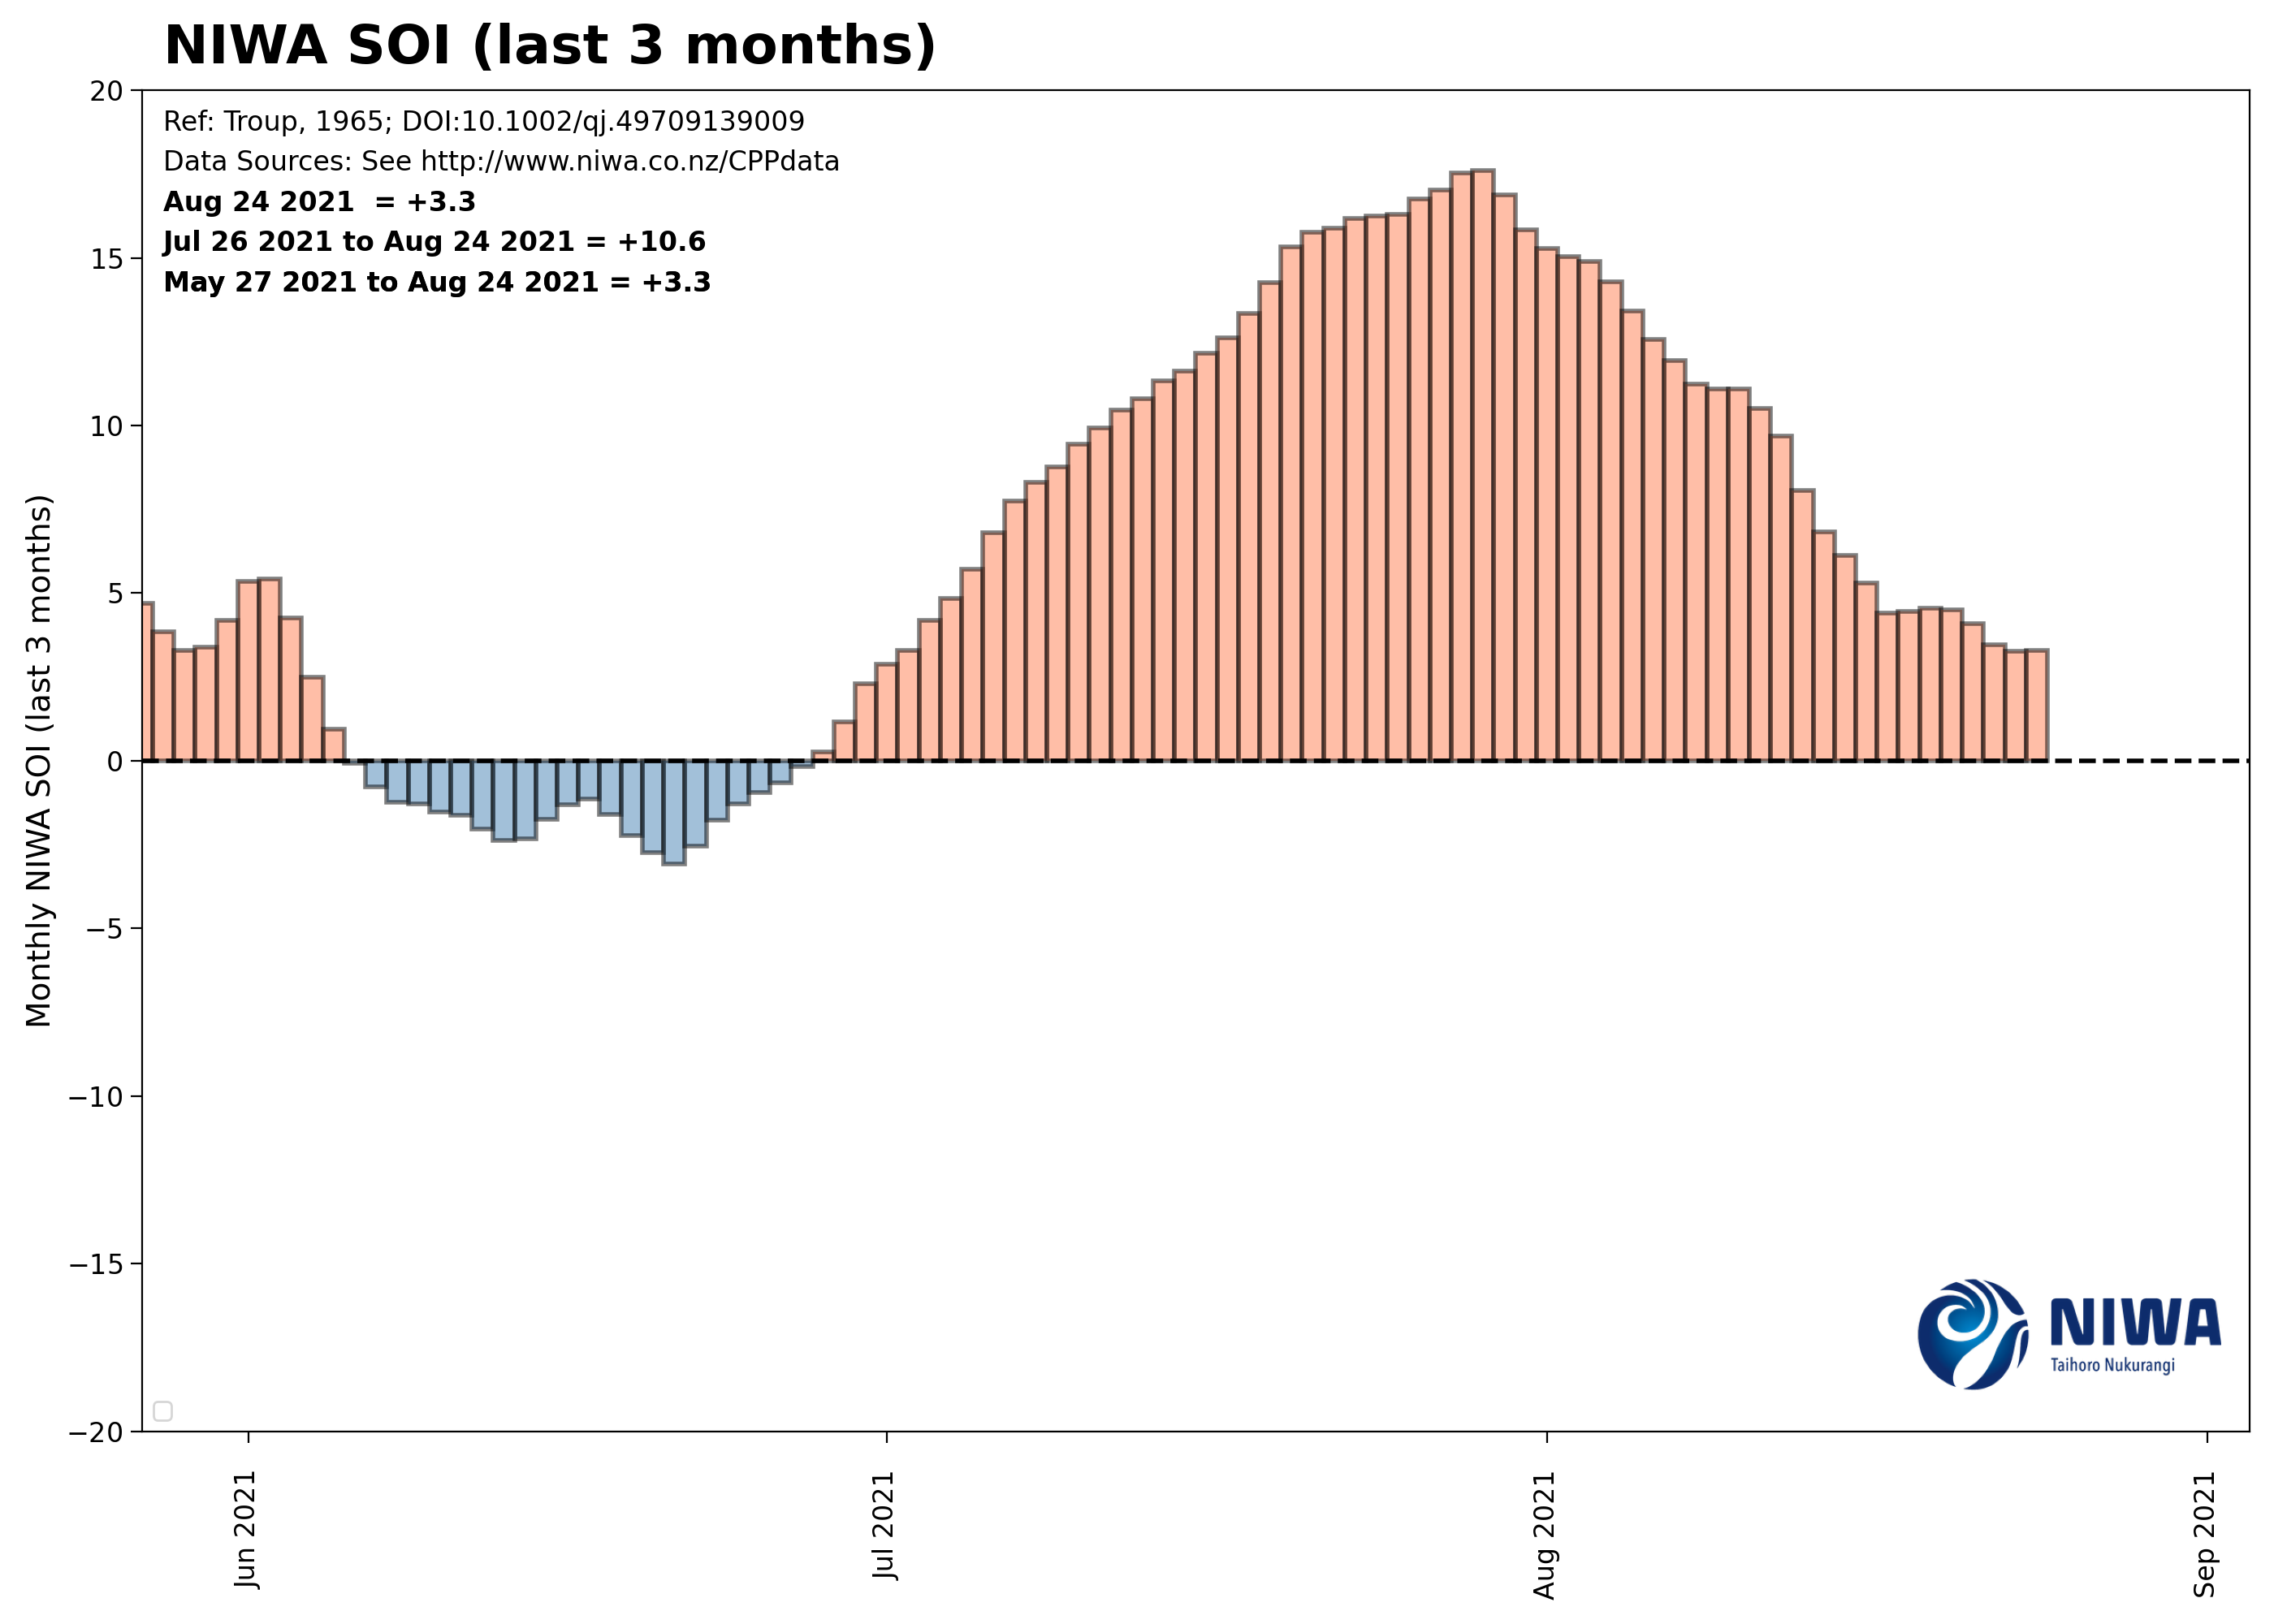 NIWA SOI (last 3 months)
Ref: Troup, 1965; DOI:10.1002/qj.49709139009
Data Sources: See http://www.niwa.co.nz/CPPdata
Aug 24 2021  = +3.3
Jul 26 2021 to Aug 24 2021 = +10.6
May 27 2021 to Aug 24 2021 = +3.3
Monthly NIWA SOI (last 3 months)
20
15
10
5
0
−5
−10
−15
−20
NIWA
Taihoro Nukurangi
Jun 2021
Jul 2021
Aug 2021
Sep 2021